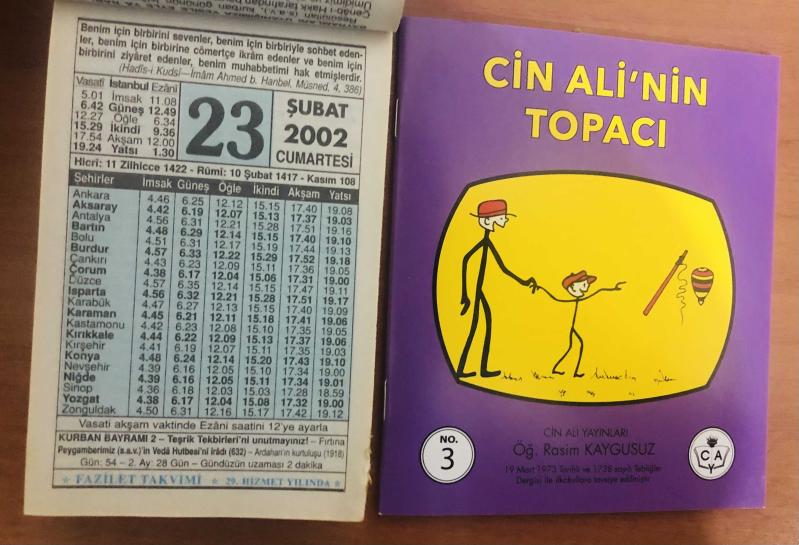 Resûlullah (s.a.v.), kurban gününün
Cenâb-ı Hakk tarafından
Benim için birbirini sevenler, benim için birbiriyle sohbet eden-
ler, benim için birbirine cömertçe ikrâm edenler ve benim için
birbirini ziyâret edenler, benim muhabbetimi hak etmişlerdir.
(Hadîs-i Kudsî—İmâm Ahmed b. Hanbel, Müsned, 4, 386)
Vasatî İstanbul Ezânî
5.01 İmsak 11.08
6.42 Güneş 12.49
12.27 Öğle 6.34
15.29 İkindi 9.36
17.54 Akşam 12.00
19.24 Yatsı 1.30
23
ŞUBAT
2002
CUMARTESİ
Hicrî: 11 Zilhicce 1422 - Rûmî: 10 Şubat 1417 - Kasım 108
Şehirler İmsak Güneş Öğle İkindi Akşam Yatsı
Ankara 4.46 6.25 12.12 15.15 17.40 19.08
Aksaray 4.42 6.19 12.07 15.13 17.37 19.03
Antalya 4.56 6.31 12.21 15.28 17.51 19.16
Bartın 4.48 6.29 12.14 15.15 17.40 19.10
Bolu 4.51 6.31 12.17 15.19 17.44 19.13
Burdur 4.57 6.33 12.22 15.29 17.52 19.18
Çankırı 4.43 6.23 12.09 15.11 17.36 19.05
Çorum 4.38 6.17 12.04 15.06 17.31 19.00
Düzce 4.57 6.35 12.14 15.15 17.47 19.11
Isparta 4.56 6.32 12.21 15.28 17.51 19.17
Karabük 4.47 6.27 12.13 15.15 17.40 19.09
Karaman 4.45 6.21 12.11 15.18 17.41 19.06
Kastamonu 4.42 6.23 12.08 15.10 17.35 19.05
Kırıkkale 4.44 6.22 12.09 15.13 17.37 19.06
Kırşehir 4.41 6.19 12.07 15.11 17.35 19.03
Konya 4.48 6.24 12.14 15.20 17.43 19.10
Nevşehir 4.39 6.16 12.05 15.10 17.34 19.00
Niğde 4.39 6.16 12.05 15.11 17.34 19.01
Sinop 4.36 6.18 12.03 15.03 17.28 18.59
Yozgat 4.38 6.17 12.04 15.08 17.32 19.00
Zonguldak 4.50 6.31 12.16 15.17 17.42 19.12
Vasati akşam vaktinde Ezânî saatini 12'ye ayarla
KURBAN BAYRAMI 2 – Teşrîk Tekbirleri'ni unutmayınız! – Fırtına
Peygamberimiz (s.a.v.)'in Vedâ Hutbesi'ni irâdı (632) – Ardahan'ın kurtuluşu (1918)
Gün: 54 – 2. Ay: 28 Gün – Gündüzün uzaması 2 dakika
FAZİLET TAKVİMİ 29. HİZMET YILINDA
CİN ALİ'NİN
TOPACI
CİN ALİ YAYINLARI
Öğ. Rasim KAYGUSUZ
19 Mart 1973 Tarihli ve 1738 sayılı Tebliğler
Dergisi ile ilkokullara tavsiye edilmiştir
NO.
3
C A
Y